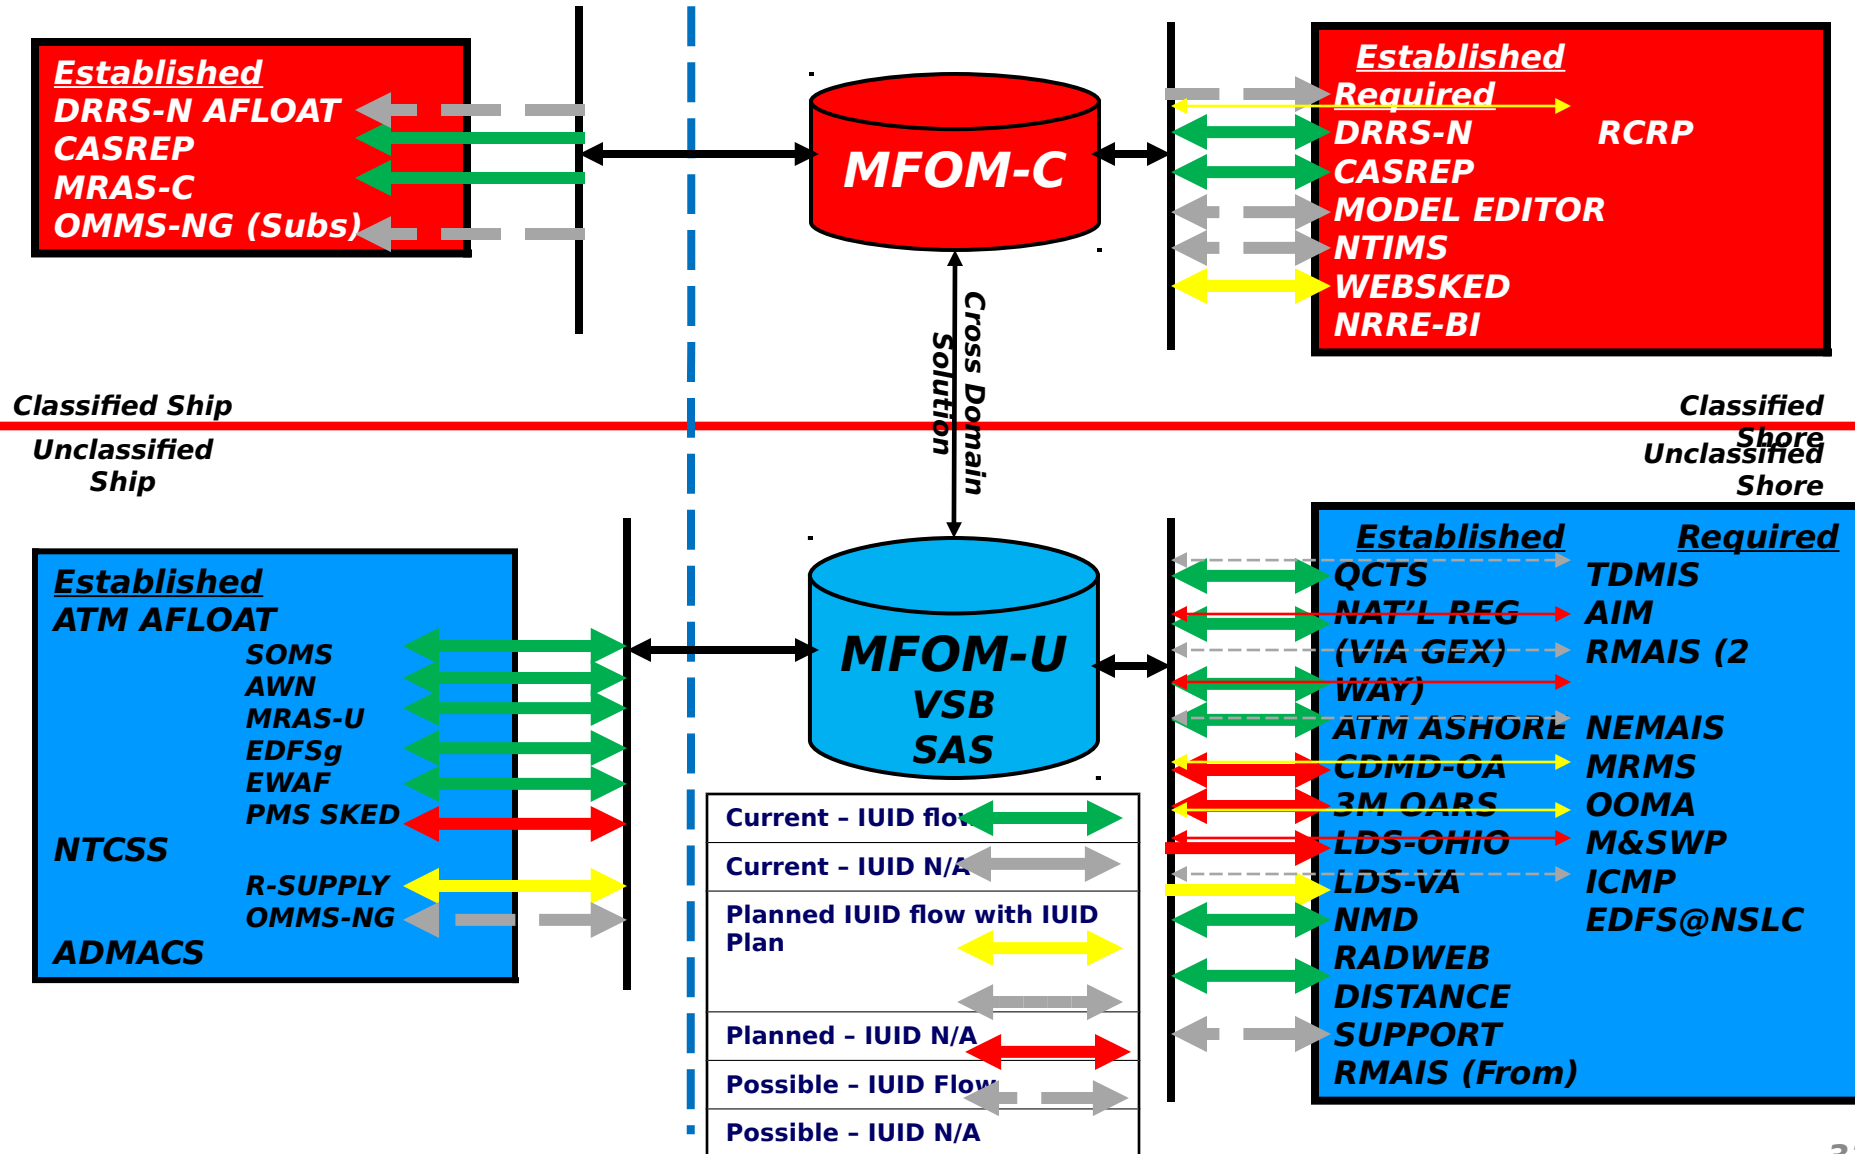 Established
DRRS-N AFLOAT
CASREP
MRAS-C
OMMS-NG (Subs)
MFOM-C
Established
Required
DRRS-N RCRP
CASREP
MODEL EDITOR
NTIMS
WEBSKED
NRRE-BI
Cross Domain
Solution
Classified Ship
Unclassified
Ship
Classified
Shore
Unclassified
Shore
Established
ATM AFLOAT
SOMS
AWN
MRAS-U
EDFSg
EWAF
PMS SKED
NTCSS
R-SUPPLY
OMMS-NG
ADMACS
MFOM-U
VSB
SAS
Current – IUID flow
Current – IUID N/A
Planned IUID flow with IUID
Plan
Planned – IUID N/A
Possible – IUID Flow
Possible – IUID N/A
Established Required
QCTS TDMIS
NAT’L REG AIM
(VIA GEX) RMAIS (2
WAY)
ATM ASHORE NEMAIS
CDMD-OA MRMS
3M OARS OOMA
LDS-OHIO M&SWP
LDS-VA ICMP
NMD EDFS@NSLC
RADWEB
DISTANCE
SUPPORT
RMAIS (From)